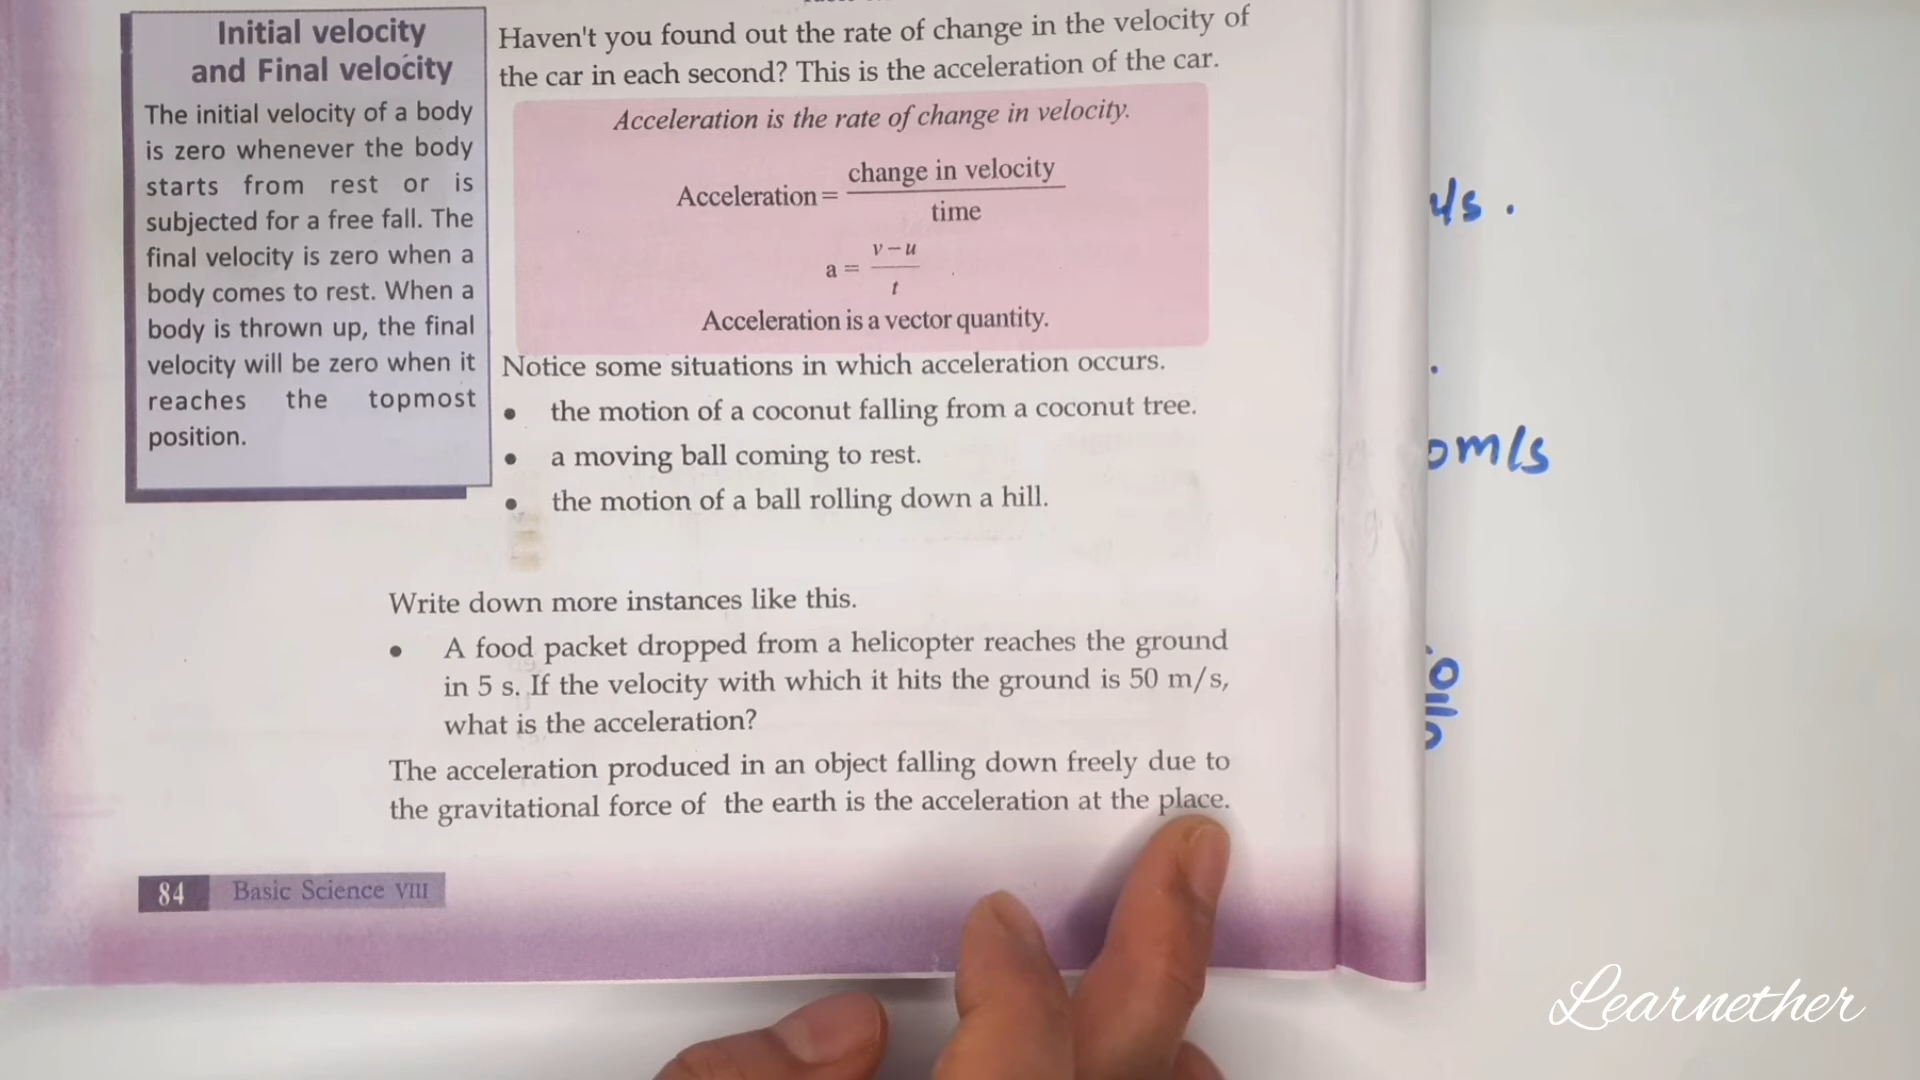 Initial velocity
and Final velocity
The initial velocity of a body
is zero whenever the body
starts from rest or is
subjected for a free fall. The
final velocity is zero when a
body comes to rest. When a
body is thrown up, the final
velocity will be zero when it
reaches the topmost
position.
Haven't you found out the rate of change in the velocity of
the car in each second? This is the acceleration of the car.
Acceleration is the rate of change in velocity.
Acceleration = change in velocity
time
a = v – u
t
Acceleration is a vector quantity.
Notice some situations in which acceleration occurs.
• the motion of a coconut falling from a coconut tree.
• a moving ball coming to rest.
• the motion of a ball rolling down a hill.
Write down more instances like this.
• A food packet dropped from a helicopter reaches the ground
in 5 s. If the velocity with which it hits the ground is 50 m/s,
what is the acceleration?
The acceleration produced in an object falling down freely due to
the gravitational force of the earth is the acceleration at the place.
84 Basic Science VIII
m/s
Learnether